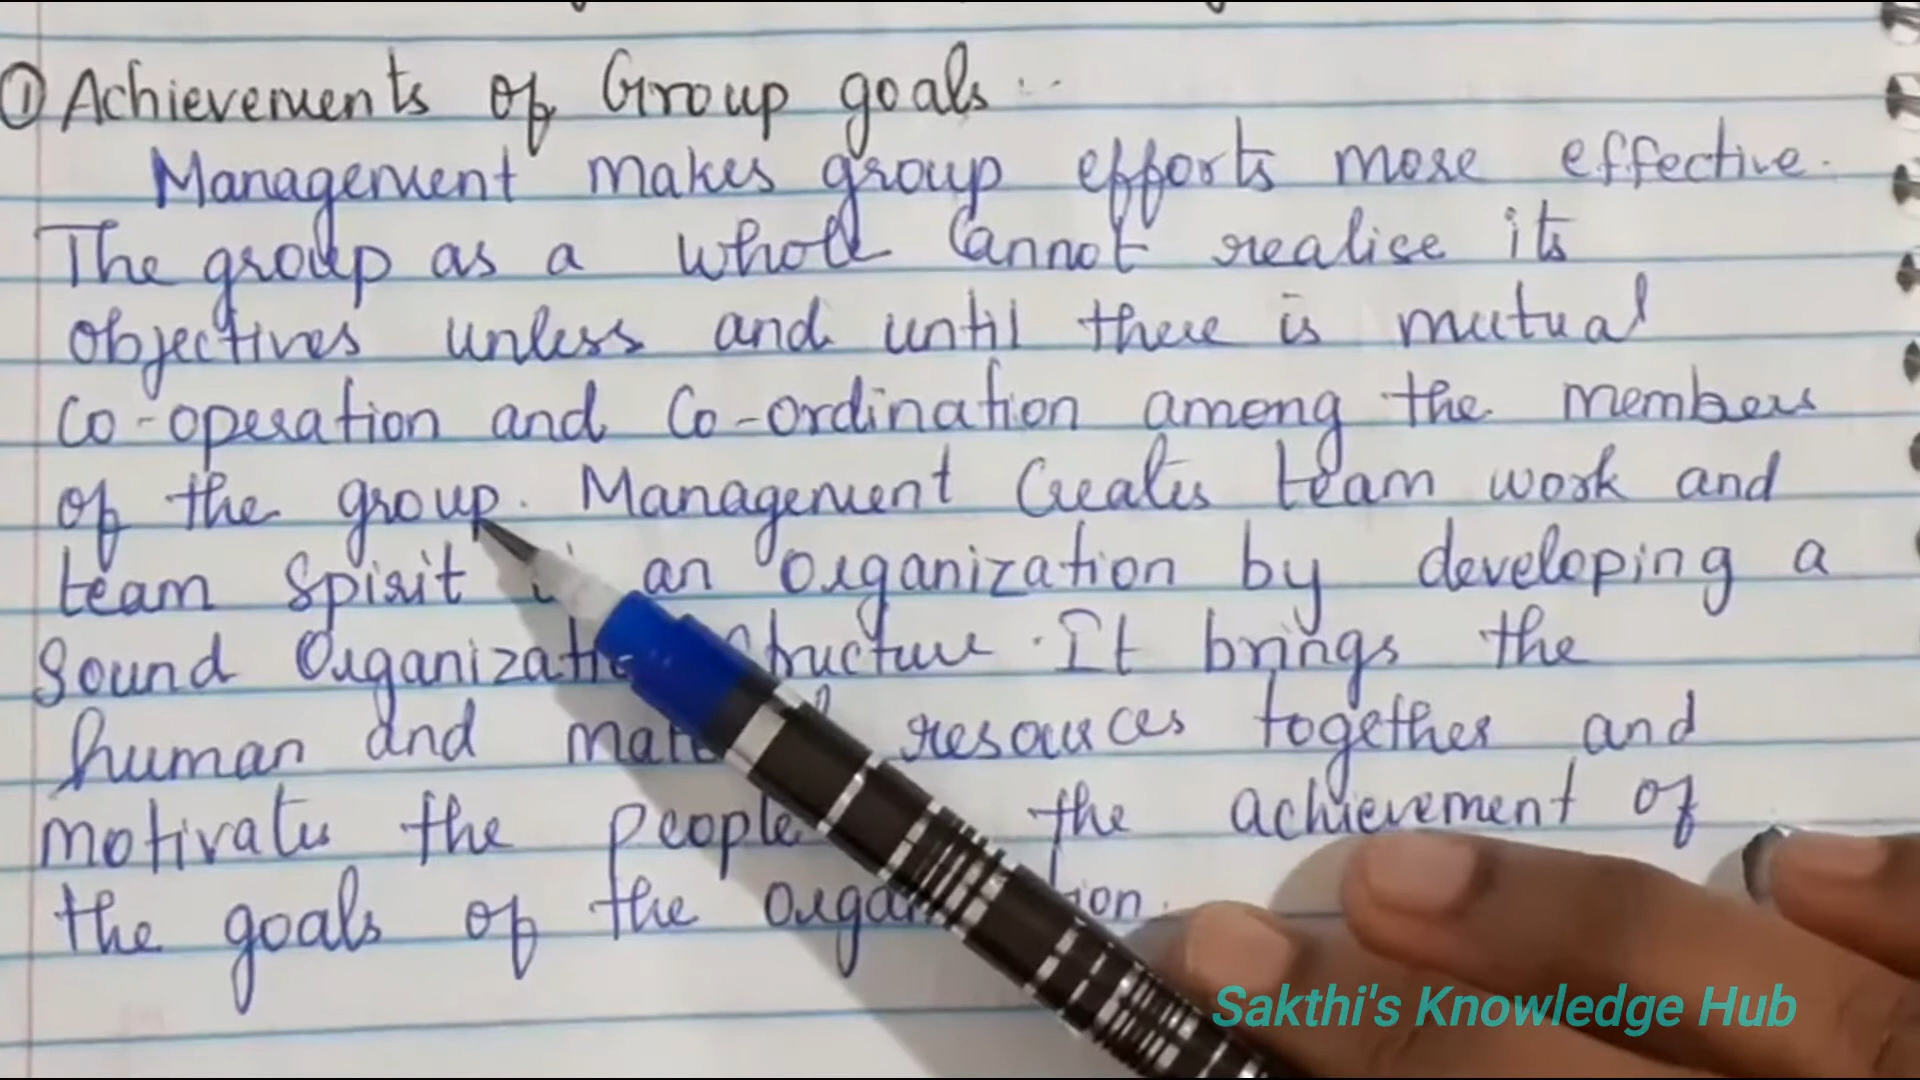 ① Achievements of Group goals :-
Management makes group efforts more effective.
The group as a whole cannot realise its
objectives unless and until there is mutual
co-operation and co-ordination among the members
of the group. Management creates team work and
team spirit an organization by developing a
sound structure. It brings the
human and resources together and
motivates the people the achievement of
the goals of the
Sakthi's Knowledge Hub